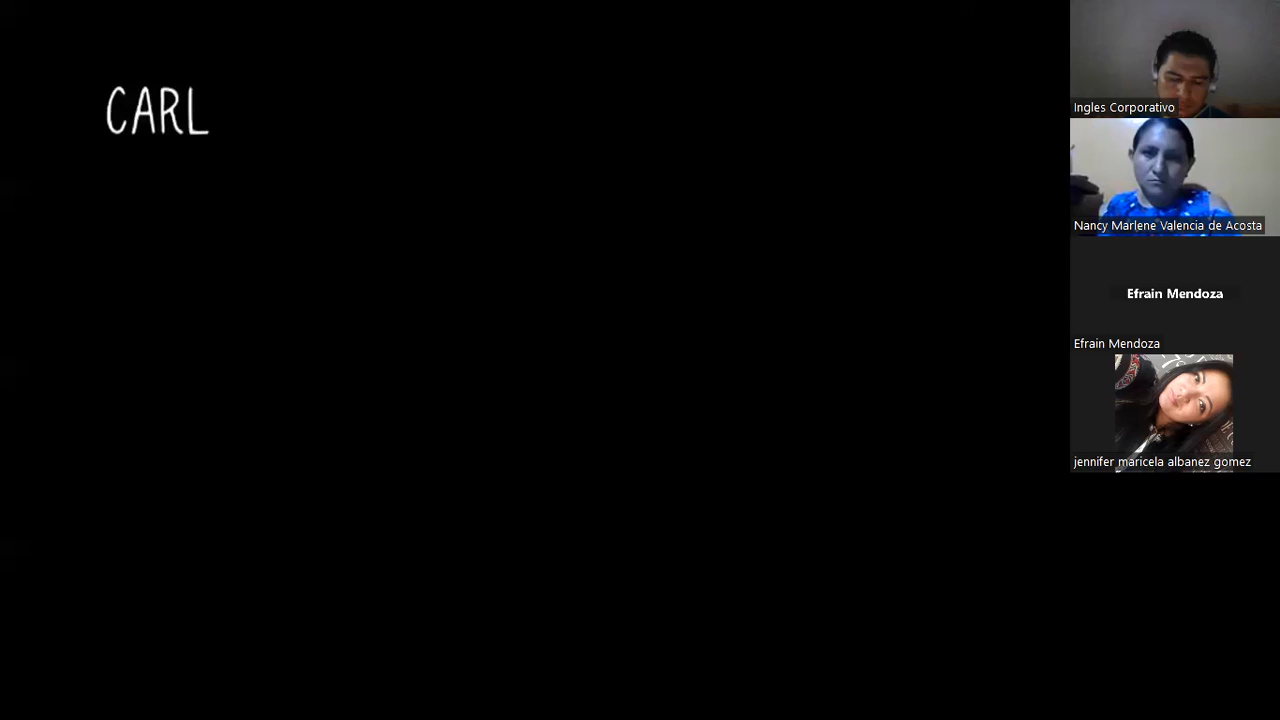 CARL
Ingles Corporativo
Nancy Marlene Valencia de Acosta
Efrain Mendoza
Efrain Mendoza
jennifer maricela albanez gomez